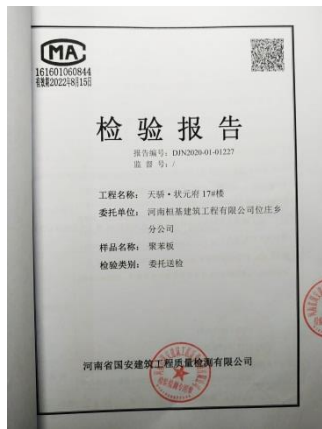 MA
161601060844
有效期2022年8月15日
检验报告
报告编号：DJN2020-01-01227
监 督 号：/
工程名称：天骄·状元府 17#楼
委托单位：河南桓基建筑工程有限公司位庄乡
分公司
样品名称：聚苯板
检验类别：委托送检
河南省国安建筑工程质量检测有限公司